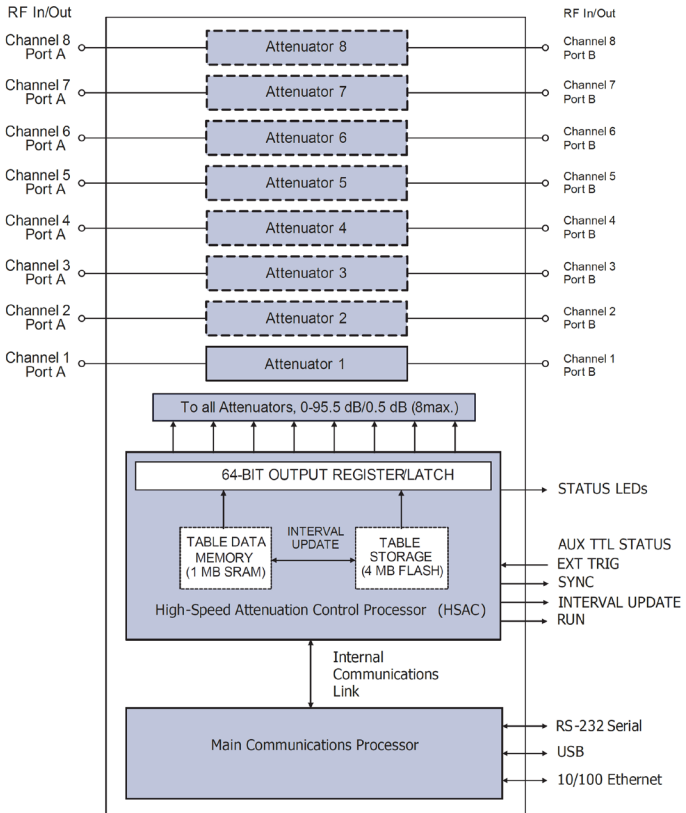 RF In/Out
RF In/Out
Channel 8
Port A
Attenuator 8
Channel 8
Port B
Channel 7
Port A
Attenuator 7
Channel 7
Port B
Channel 6
Port A
Attenuator 6
Channel 6
Port B
Channel 5
Port A
Attenuator 5
Channel 5
Port B
Channel 4
Port A
Attenuator 4
Channel 4
Port B
Channel 3
Port A
Attenuator 3
Channel 3
Port B
Channel 2
Port A
Attenuator 2
Channel 2
Port B
Channel 1
Port A
Attenuator 1
Channel 1
Port B
To all Attenuators, 0-95.5 dB/0.5 dB (8max.)
64-BIT OUTPUT REGISTER/LATCH
STATUS LEDs
TABLE DATA
MEMORY
(1 MB SRAM)
INTERVAL
UPDATE
TABLE
STORAGE
(4 MB FLASH)
AUX TTL STATUS
EXT TRIG
SYNC
INTERVAL UPDATE
RUN
High-Speed Attenuation Control Processor (HSAC)
Internal
Communications
Link
Main Communications Processor
RS-232 Serial
USB
10/100 Ethernet